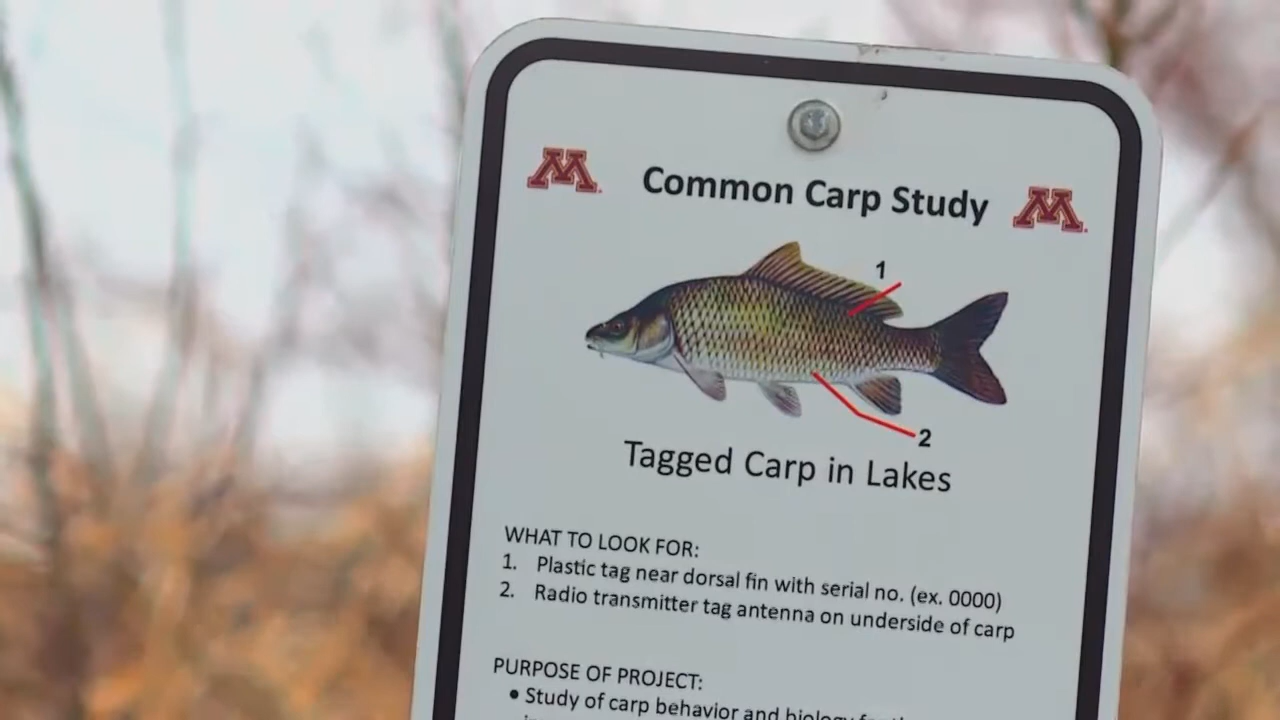 M M
Common Carp Study
1
2
Tagged Carp in Lakes
WHAT TO LOOK FOR:
1. Plastic tag near dorsal fin with serial no. (ex. 0000)
2. Radio transmitter tag antenna on underside of carp
PURPOSE OF PROJECT:
• Study of carp behavior and biology